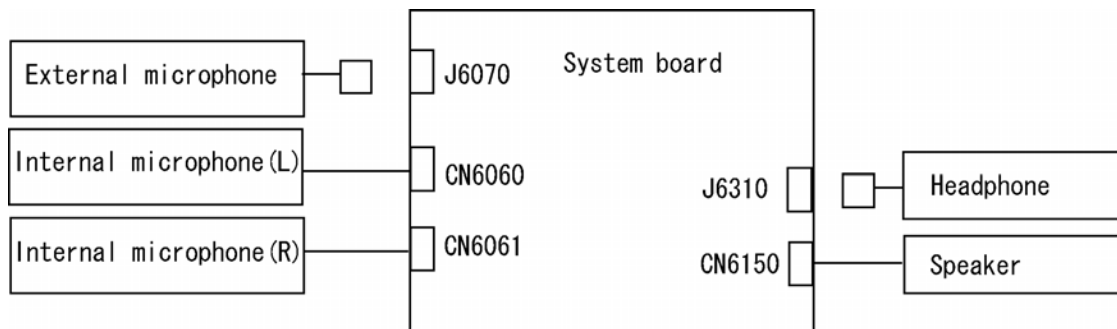 External microphone
J6070
System board
Internal microphone(L)
CN6060
J6310
Headphone
Internal microphone(R)
CN6061
CN6150
Speaker